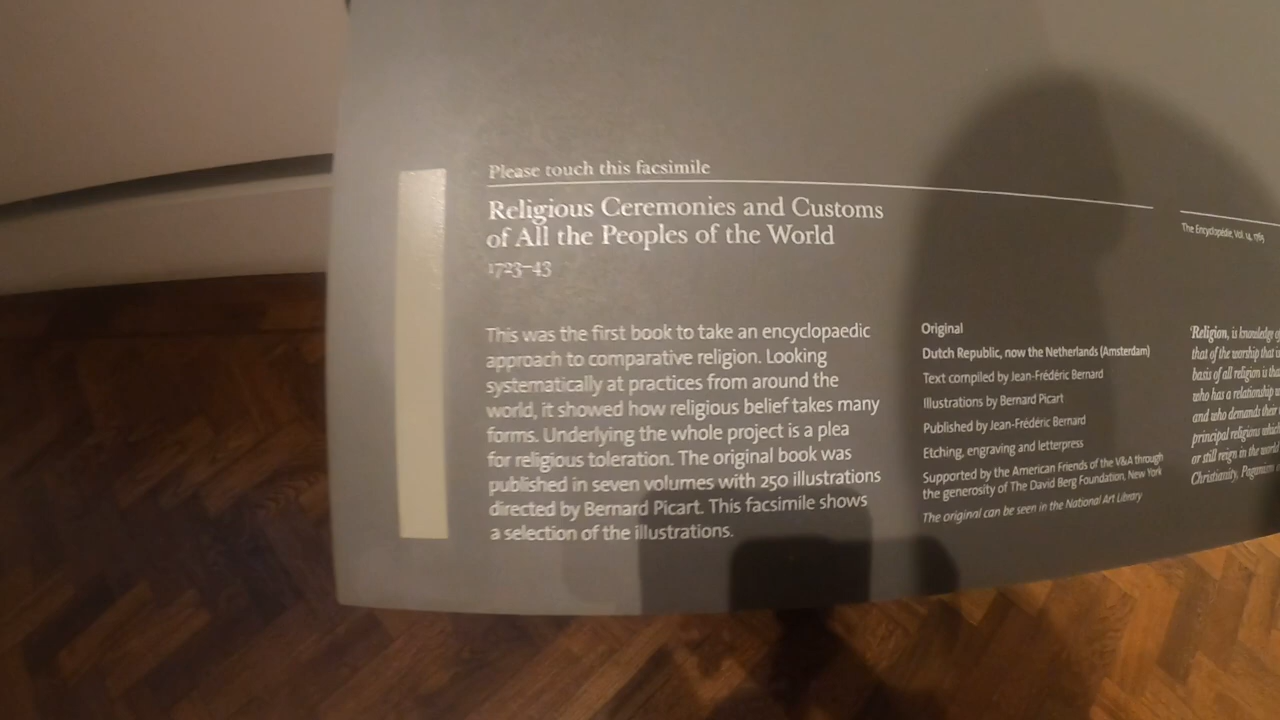 Please touch this facsimile
Religious Ceremonies and Customs
of All the Peoples of the World
1723–43
This was the first book to take an encyclopaedic
approach to comparative religion. Looking
systematically at practices from around the
world, it showed how religious belief takes many
forms. Underlying the whole project is a plea
for religious toleration. The original book was
published in seven volumes with 250 illustrations
directed by Bernard Picart. This facsimile shows
a selection of the illustrations.
Original
Dutch Republic, now the Netherlands (Amsterdam)
Text compiled by Jean-Frédéric Bernard
Illustrations by Bernard Picart
Published by Jean-Frédéric Bernard
Etching, engraving and letterpress
Supported by the American Friends of the V&A through
the generosity of The David Berg Foundation, New York
The original can be seen in the National Art Library
The Encyclopédie, Vol. 14, 1765
'Religion, is knowledge
that of the worship that
basis of all religion is
who has a relationship
and who demands their
principal religions which
or still reign in the world
Christianity, Paganism